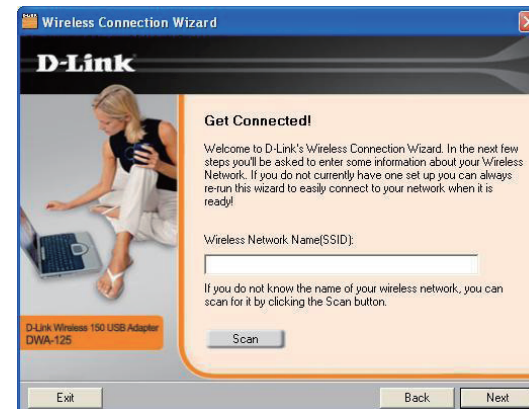 Wireless Connection Wizard
D-Link
Get Connected!
Welcome to D-Link's Wireless Connection Wizard. In the next few
steps you'll be asked to enter some information about your Wireless
Network. If you do not currently have one set up you can always
re-run this wizard to easily connect to your network when it is
ready!
Wireless Network Name(SSID):
If you do not know the name of your wireless network, you can
scan for it by clicking the Scan button.
D-Link Wireless 150 USB Adapter
DWA-125
Scan
Exit
Back
Next